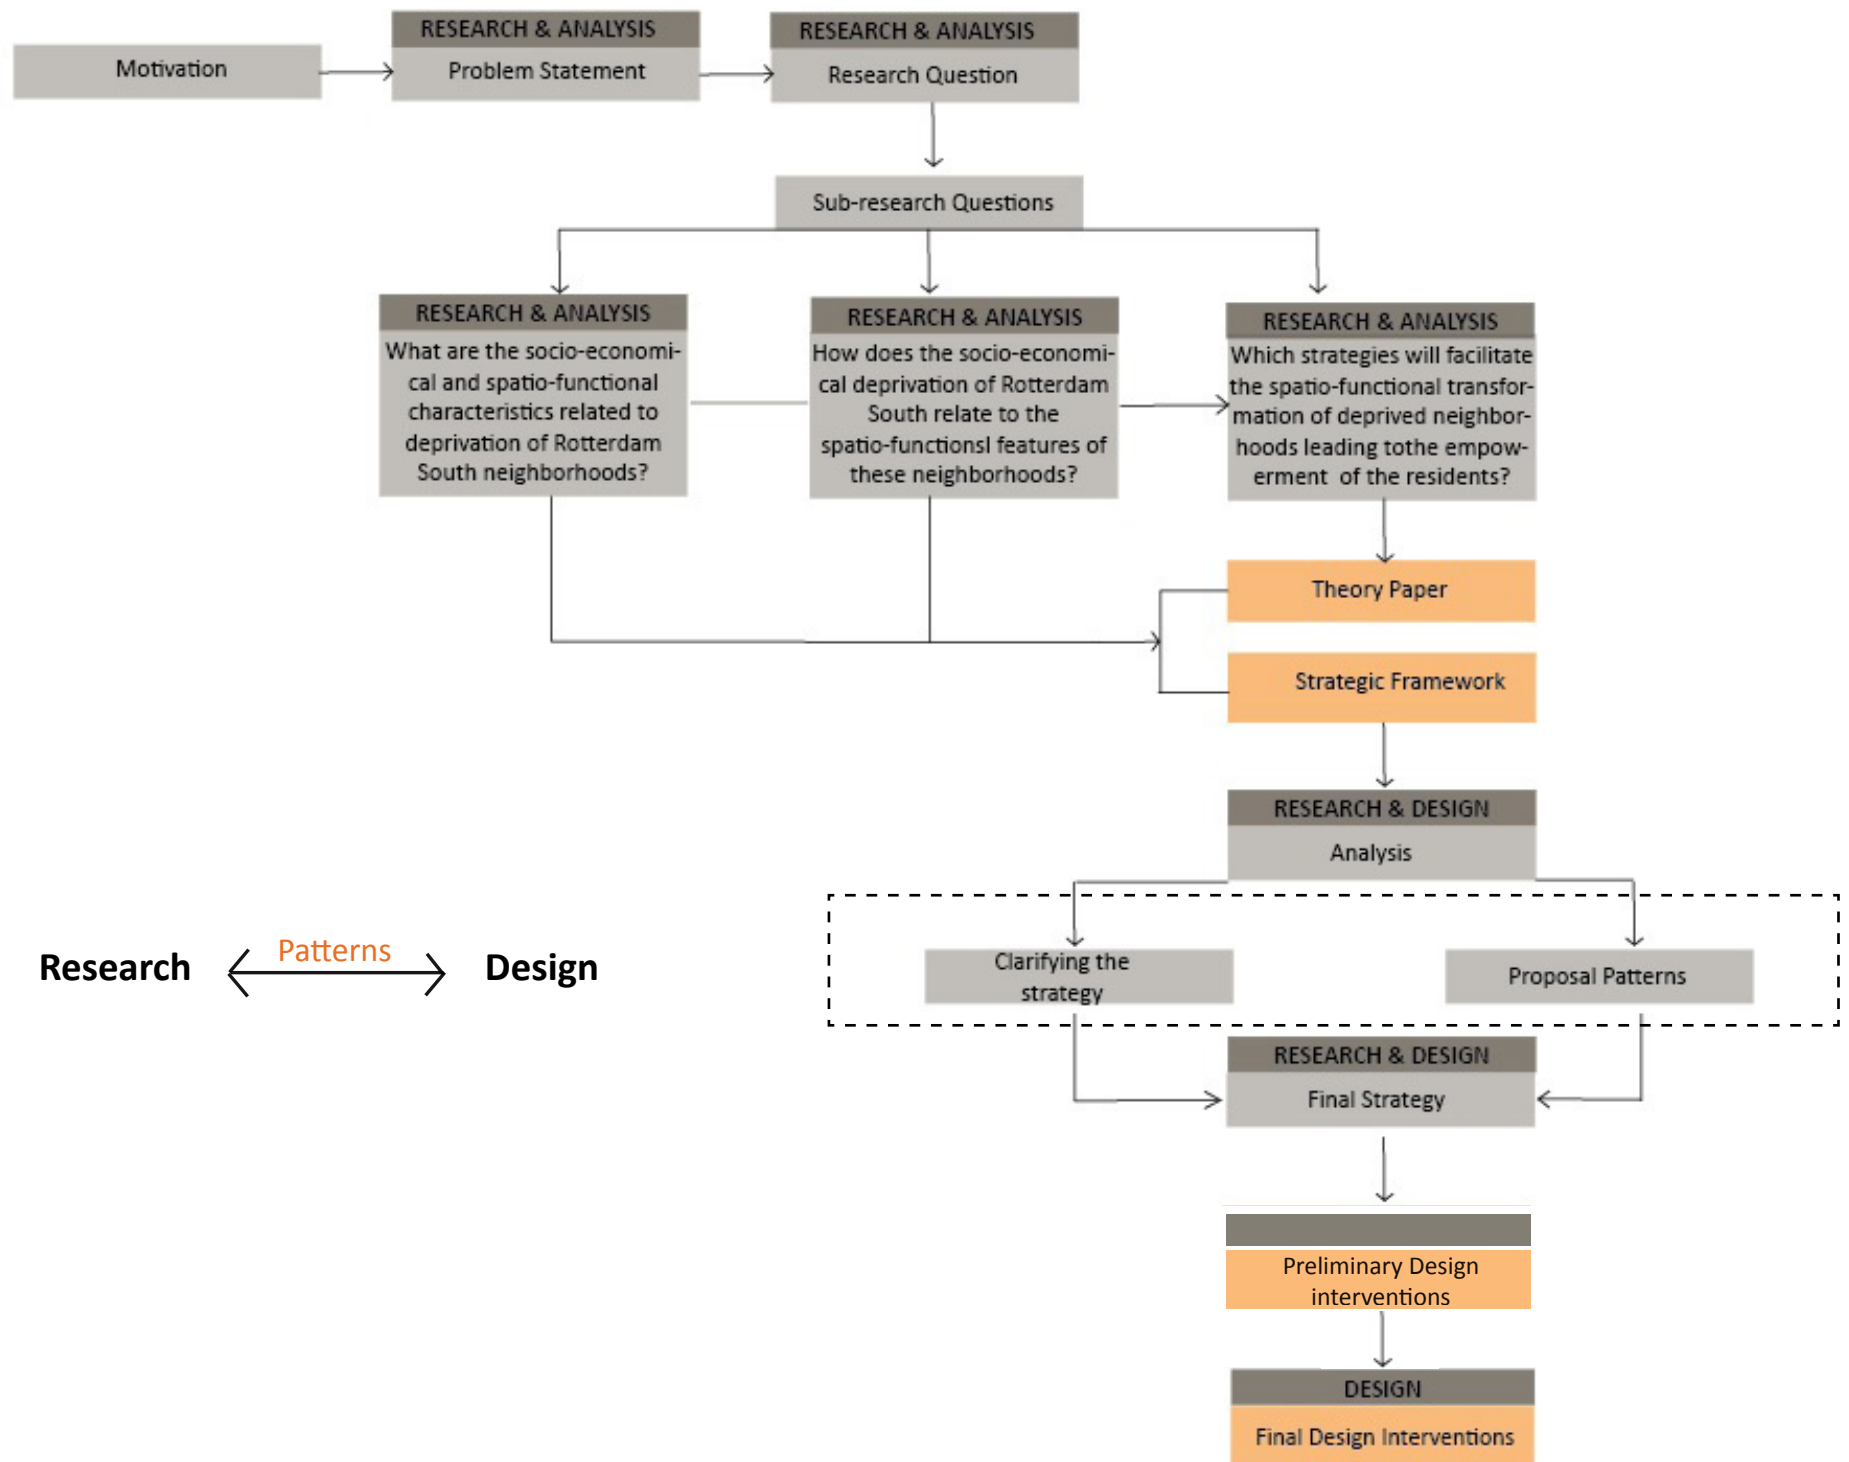 RESEARCH & ANALYSIS
Motivation
Problem Statement
RESEARCH & ANALYSIS
Research Question
Sub-research Questions
RESEARCH & ANALYSIS
What are the socio-economi-
cal and spatio-functional
characteristics related to
deprivation of Rotterdam
South neighborhoods?
RESEARCH & ANALYSIS
How does the socio-economi-
cal deprivation of Rotterdam
South relate to the
spatio-functionsl features of
these neighborhoods?
RESEARCH & ANALYSIS
Which strategies will facilitate
the spatio-functional transfor-
mation of deprived neighbor-
hoods leading tothe empow-
erment of the residents?
Theory Paper
Strategic Framework
RESEARCH & DESIGN
Analysis
Research
Patterns
Design
Clarifying the
strategy
Proposal Patterns
RESEARCH & DESIGN
Final Strategy
Preliminary Design
interventions
DESIGN
Final Design Interventions